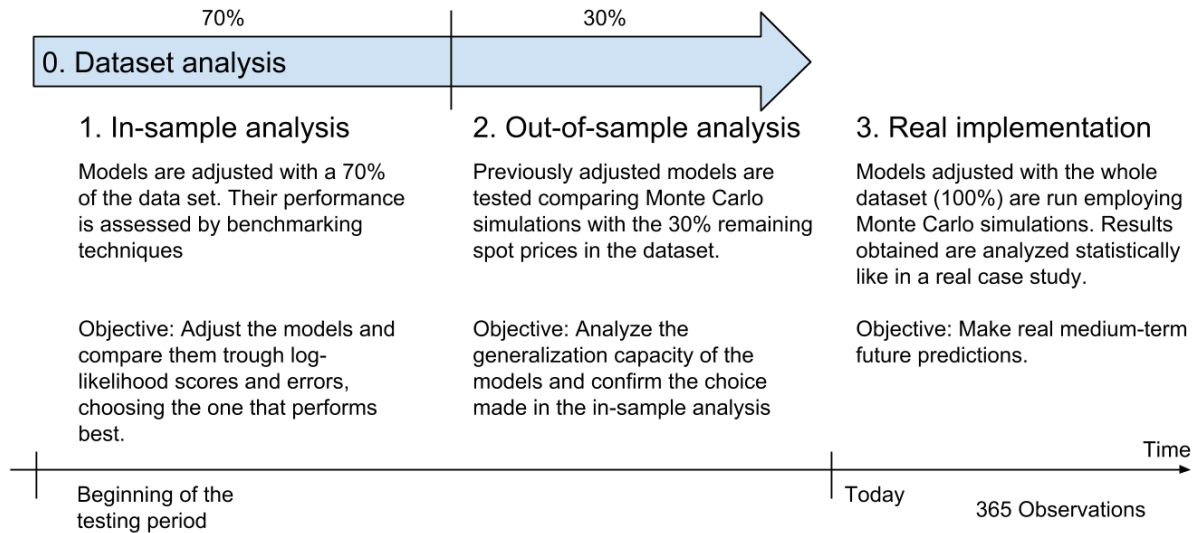 70%
30%
0. Dataset analysis
1. In-sample analysis
Models are adjusted with a 70%
of the data set. Their performance
is assessed by benchmarking
techniques
Objective: Adjust the models and
compare them trough log-
likelihood scores and errors,
choosing the one that performs
best.
2. Out-of-sample analysis
Previously adjusted models are
tested comparing Monte Carlo
simulations with the 30% remaining
spot prices in the dataset.
Objective: Analyze the
generalization capacity of the
models and confirm the choice
made in the in-sample analysis
3. Real implementation
Models adjusted with the whole
dataset (100%) are run employing
Monte Carlo simulations. Results
obtained are analyzed statistically
like in a real case study.
Objective: Make real medium-term
future predictions.
Time
Beginning of the
testing period
Today
365 Observations